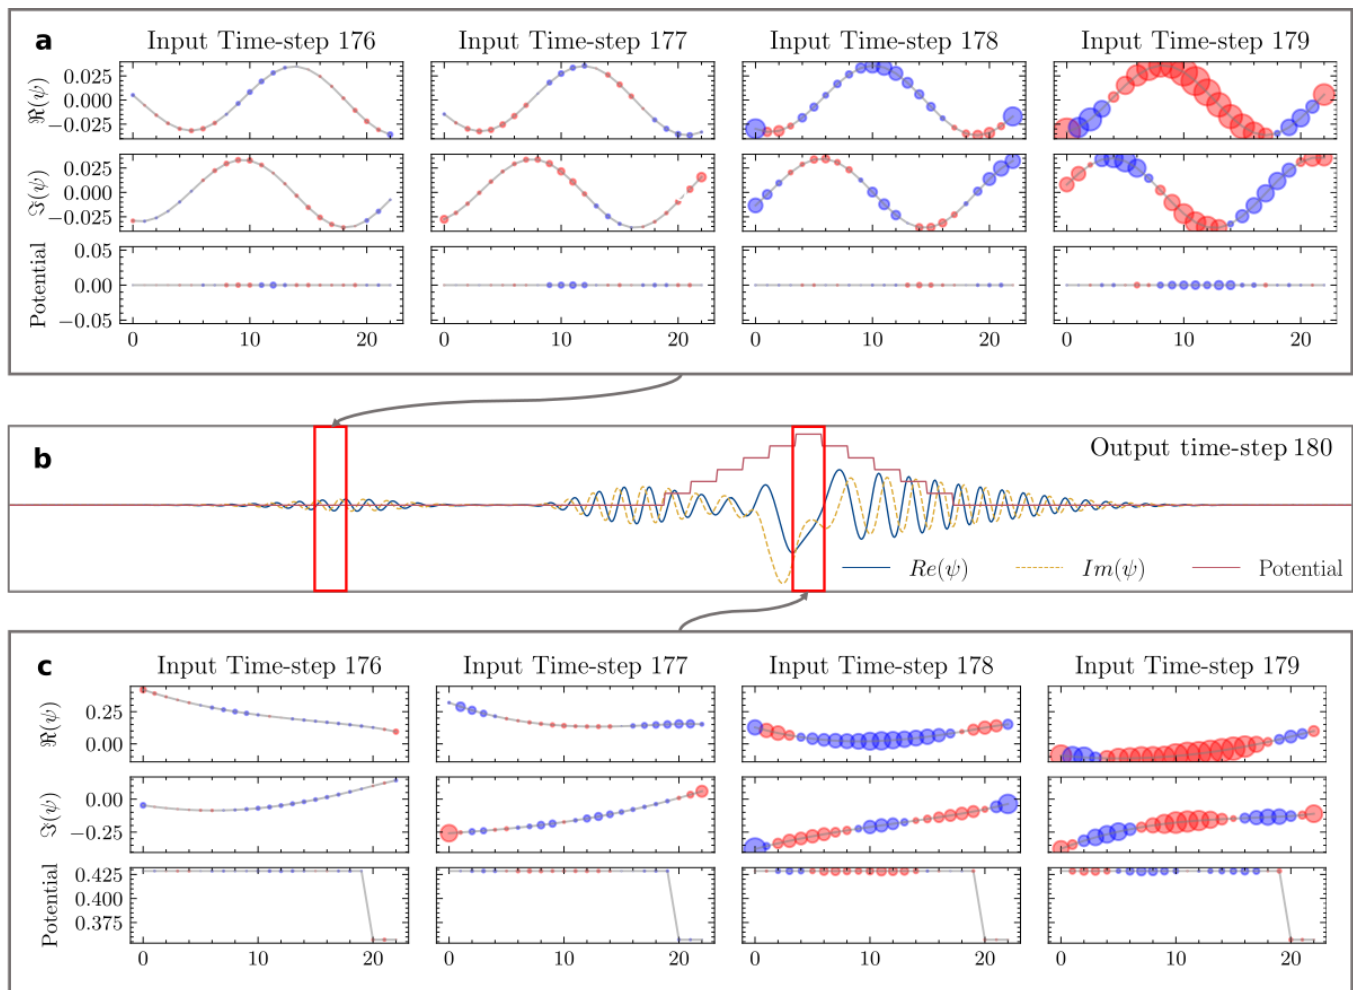 a
Input Time-step 176 Input Time-step 177 Input Time-step 178 Input Time-step 179
ℜ(ψ)
0.025
0.000
−0.025
ℑ(ψ)
0.025
0.000
−0.025
Potential
0.05
0.00
−0.05
0 10 20 0 10 20 0 10 20 0 10 20
b
Output time-step 180
Re(ψ) Im(ψ) Potential
c
Input Time-step 176 Input Time-step 177 Input Time-step 178 Input Time-step 179
ℜ(ψ)
0.25
0.00
ℑ(ψ)
0.00
−0.25
Potential
0.425
0.400
0.375
0 10 20 0 10 20 0 10 20 0 10 20